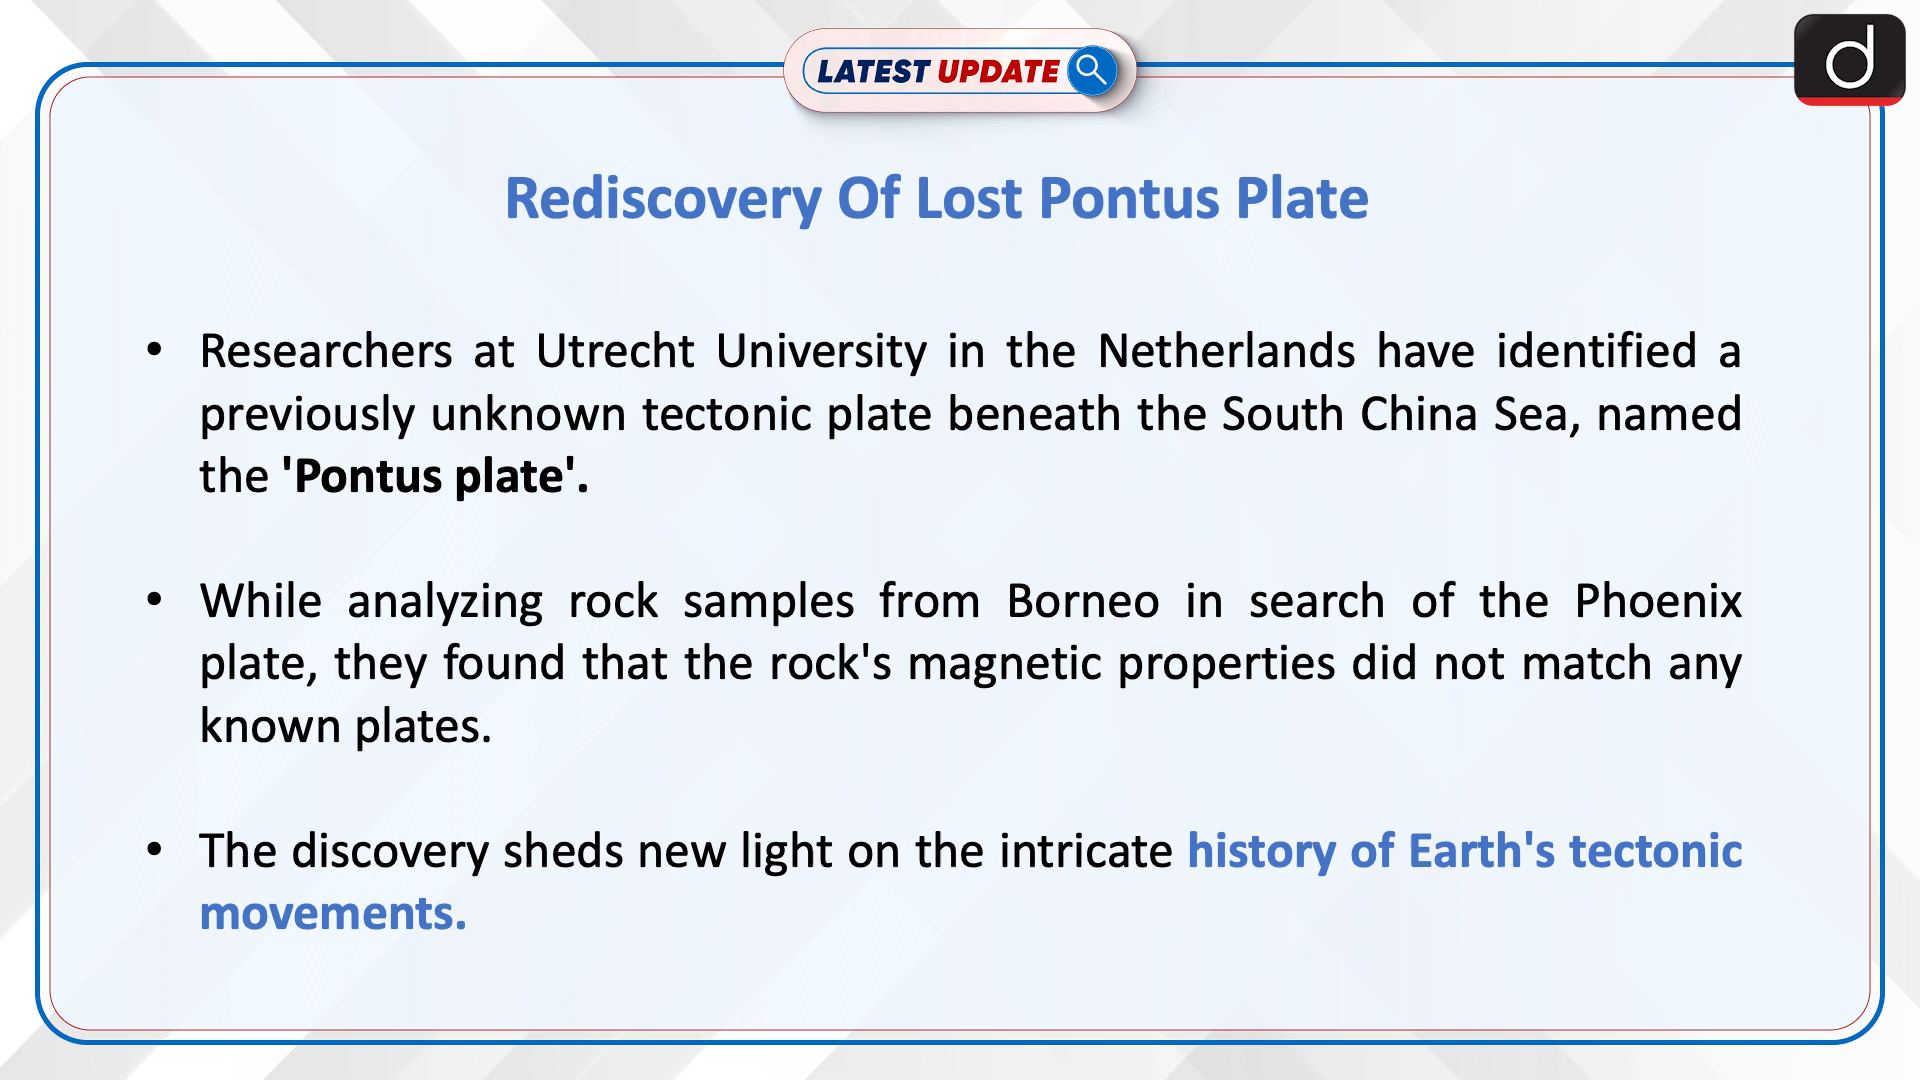 LATEST UPDATE
d
Rediscovery Of Lost Pontus Plate
• Researchers at Utrecht University in the Netherlands have identified a
previously unknown tectonic plate beneath the South China Sea, named
the 'Pontus plate'.
• While analyzing rock samples from Borneo in search of the Phoenix
plate, they found that the rock's magnetic properties did not match any
known plates.
• The discovery sheds new light on the intricate history of Earth's tectonic
movements.